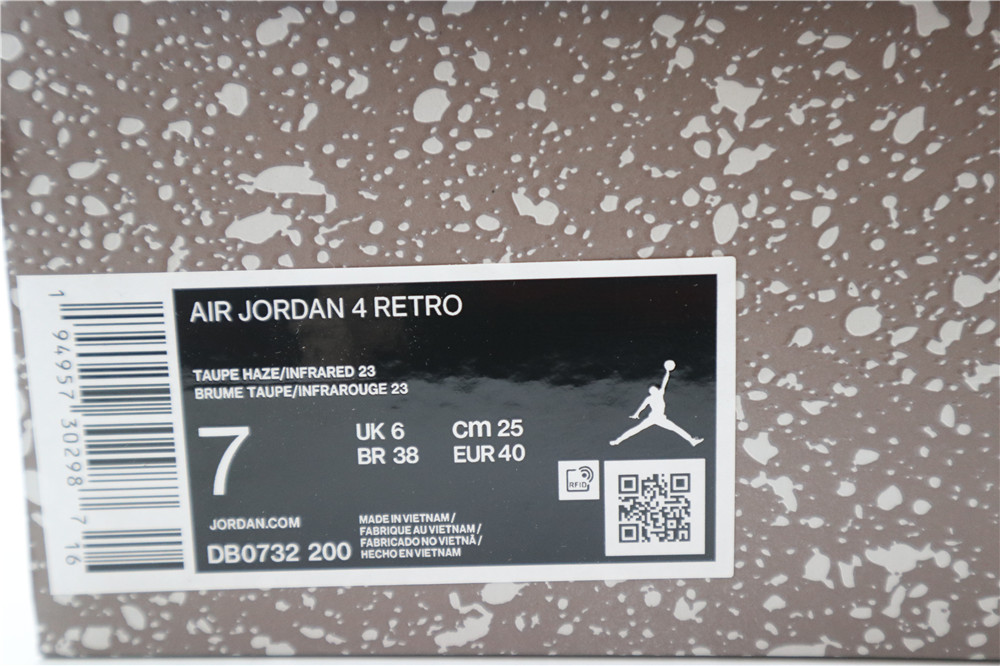 AIR JORDAN 4 RETRO
TAUPE HAZE/INFRARED 23
BRUME TAUPE/INFRAROUGE 23
7
UK 6 cm 25
BR 38 EUR 40
RFID
JORDAN.COM
DB0732 200
MADE IN VIETNAM /
FABRIQUE AU VIETNAM /
FABRICADO NO VIETNÃ /
HECHO EN VIETNAM
1 94957 30298 7 16